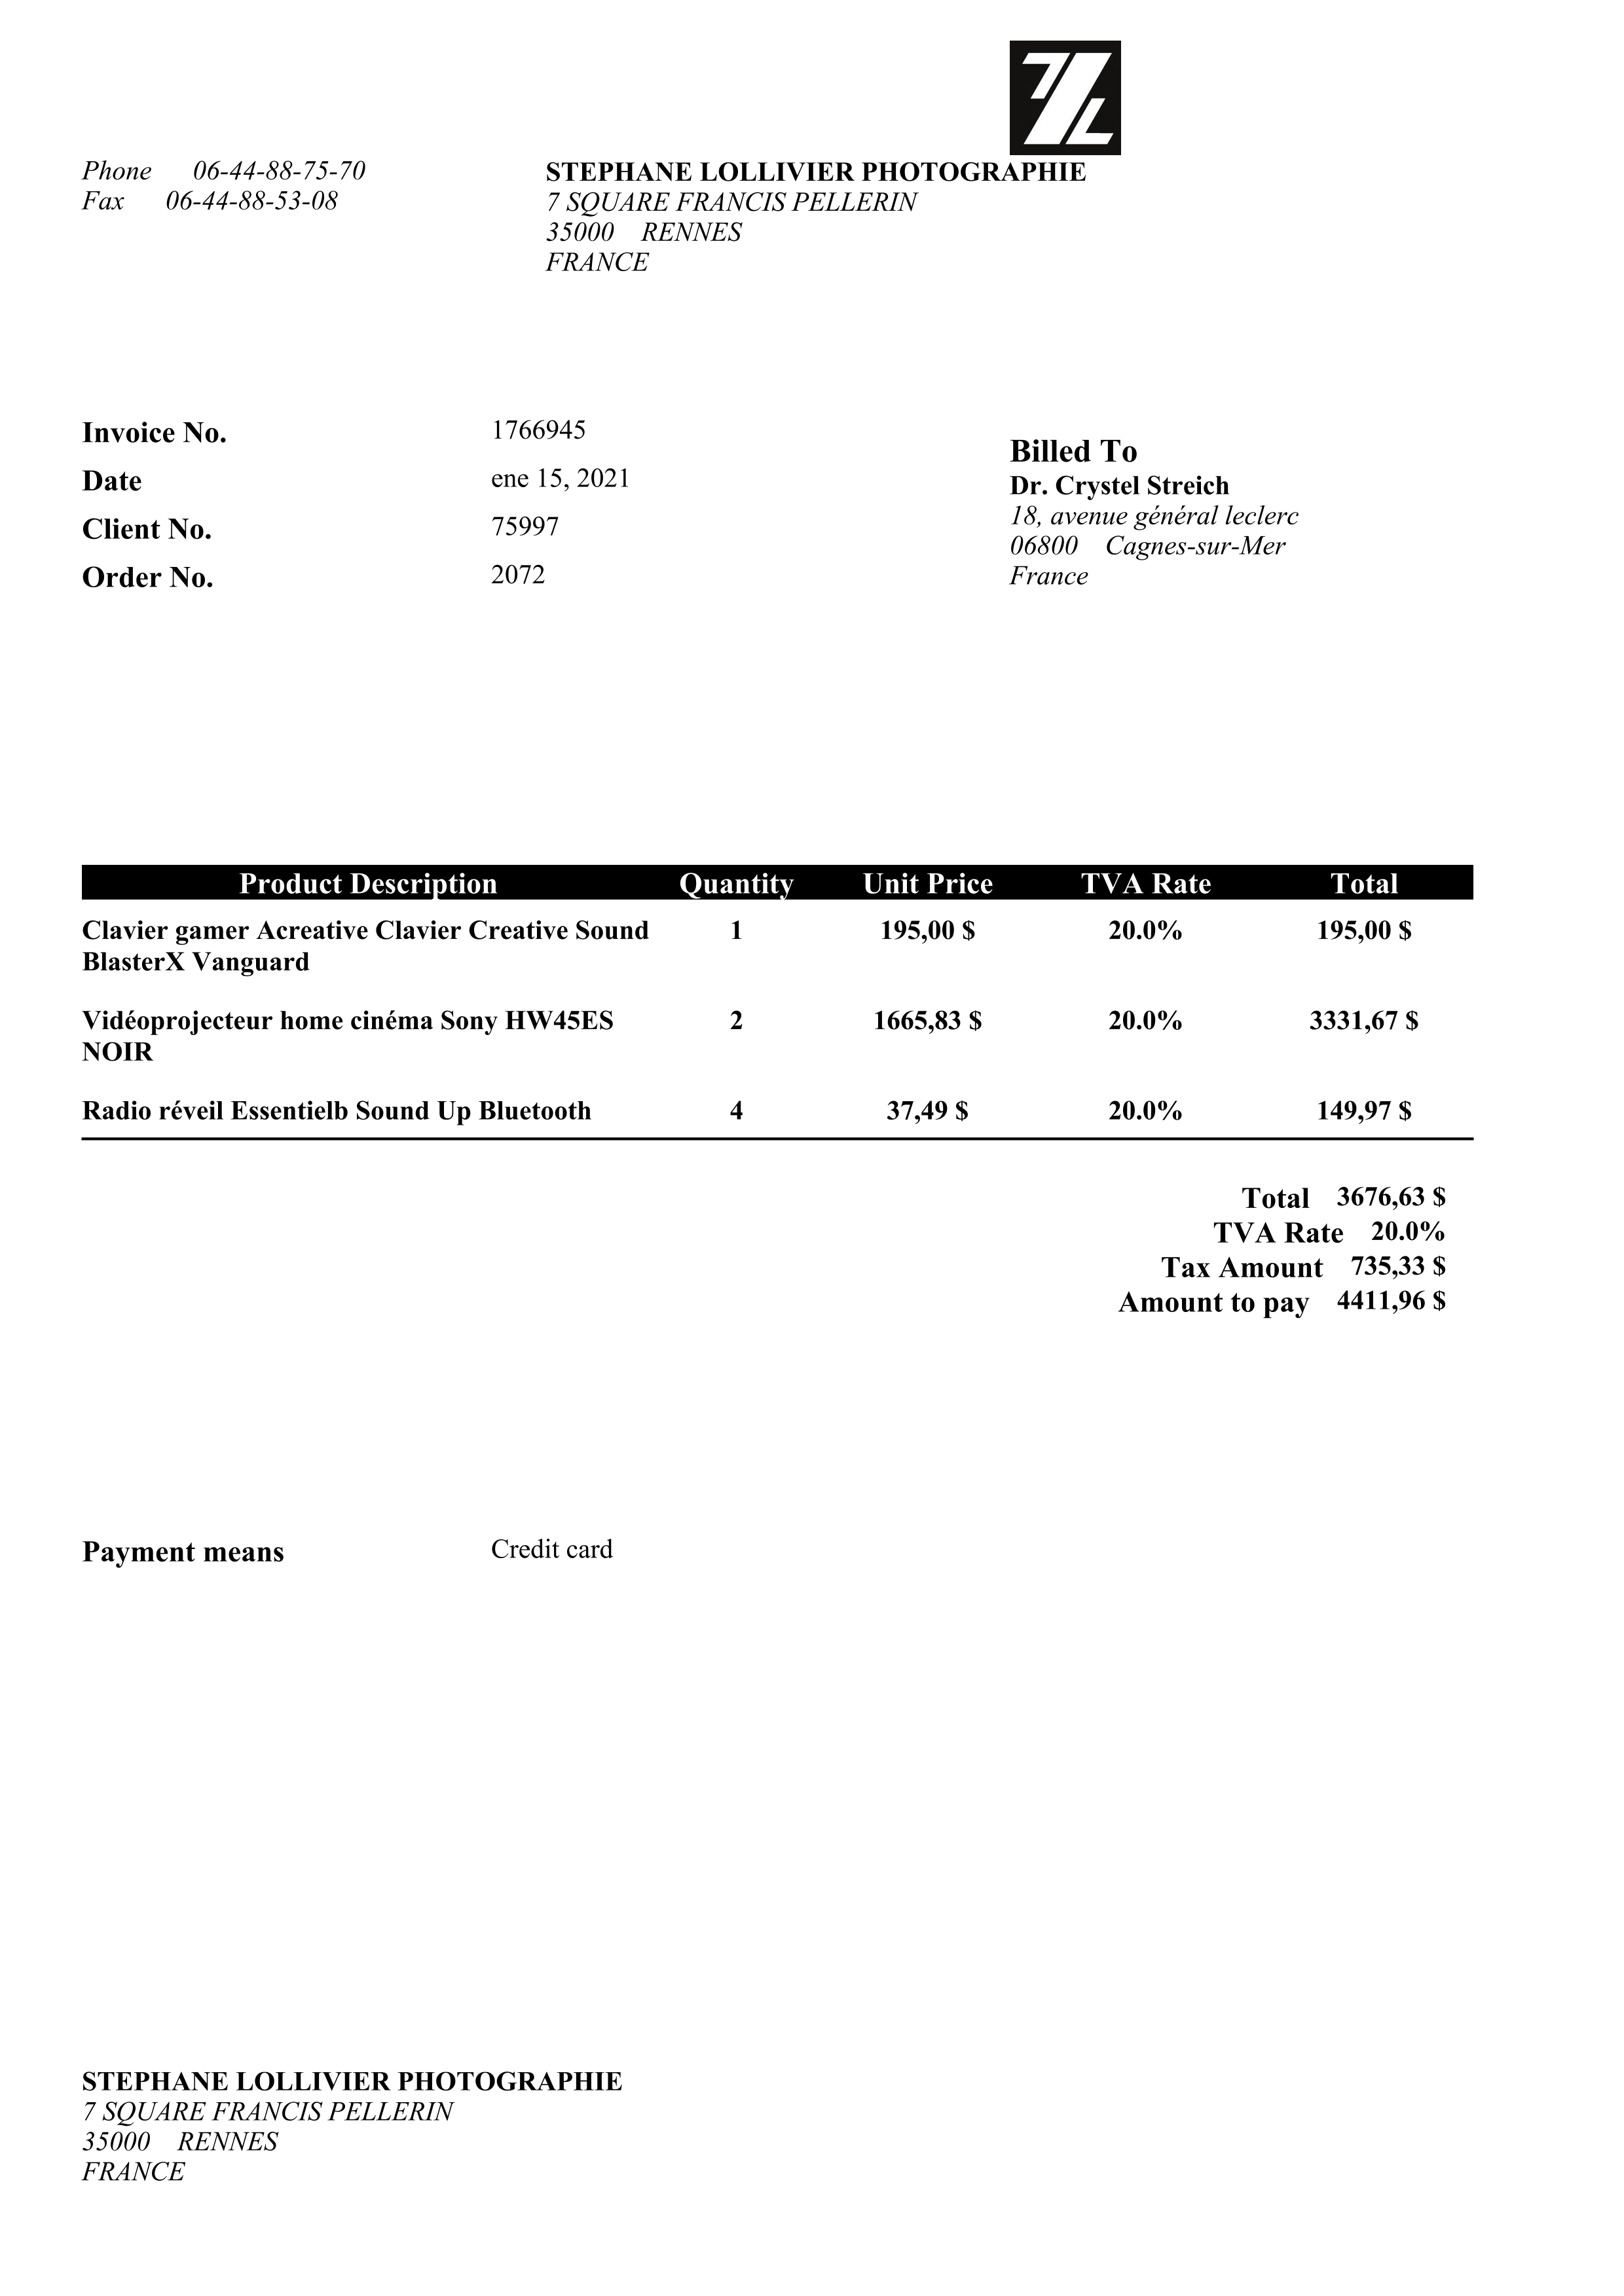 Phone 06-44-88-75-70
Fax 06-44-88-53-08
STEPHANE LOLLIVIER PHOTOGRAPHIE
7 SQUARE FRANCIS PELLERIN
35000 RENNES
FRANCE
Invoice No. 1766945
Date ene 15, 2021
Client No. 75997
Order No. 2072
Billed To
Dr. Crystel Streich
18, avenue général leclerc
06800 Cagnes-sur-Mer
France
Product Description Quantity Unit Price TVA Rate Total
Clavier gamer Acreative Clavier Creative Sound 1 195,00 $ 20.0% 195,00 $
BlasterX Vanguard
Vidéoprojecteur home cinéma Sony HW45ES 2 1665,83 $ 20.0% 3331,67 $
NOIR
Radio réveil Essentielb Sound Up Bluetooth 4 37,49 $ 20.0% 149,97 $
Total 3676,63 $
TVA Rate 20.0%
Tax Amount 735,33 $
Amount to pay 4411,96 $
Payment means Credit card
STEPHANE LOLLIVIER PHOTOGRAPHIE
7 SQUARE FRANCIS PELLERIN
35000 RENNES
FRANCE